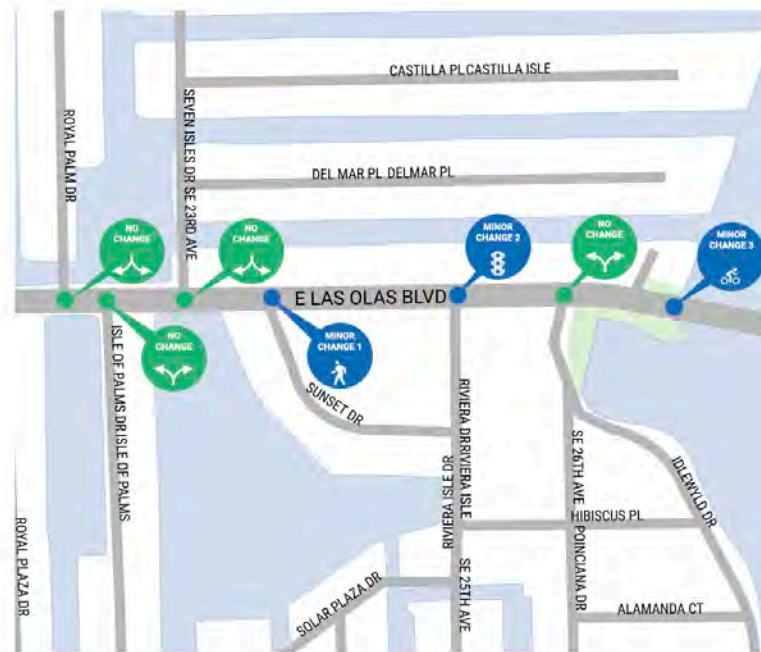 CASTILLA PL CASTILLA ISLE
ROYAL PALM DR
SEVEN ISLES DR SE 23RD AVE
DEL MAR PL DELMAR PL
NO
CHANGE
NO
CHANGE
MINOR
CHANGE 2
NO
CHANGE
MINOR
CHANGE 3
E LAS OLAS BLVD
NO
CHANGE
MINOR
CHANGE 1
ISLE OF PALMS DR ISLE OF PALMS
SUNSET DR
RIVIERA DR RIVIERA ISLE
RIVIERA ISLE DR
SE 26TH AVE
IDLEWYLD DR
HIBISCUS PL
ROYAL PLAZA DR
POINCIANA DR
SOLAR PLAZA DR
SE 25TH AVE
ALAMANDA CT